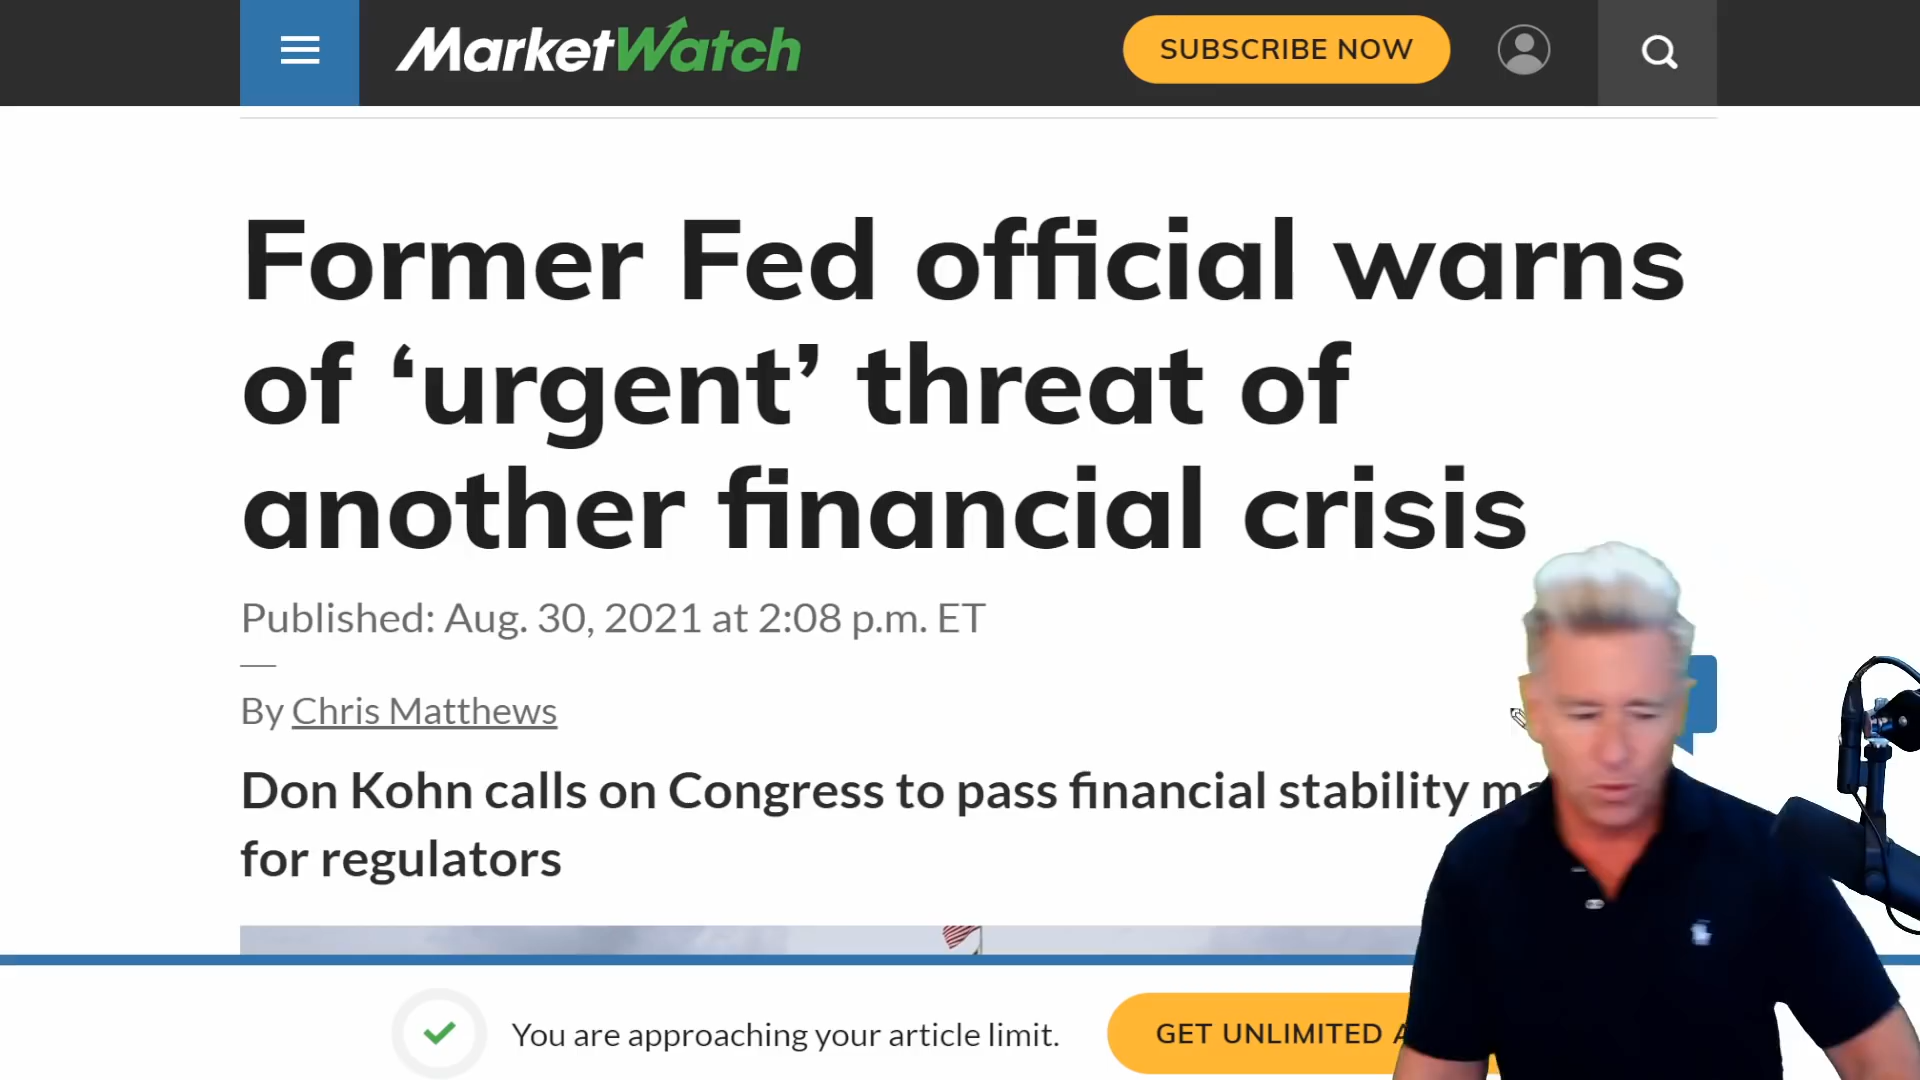 MarketWatch
SUBSCRIBE NOW
Former Fed official warns
of ‘urgent’ threat of
another financial crisis
Published: Aug. 30, 2021 at 2:08 p.m. ET
By Chris Matthews
Don Kohn calls on Congress to pass financial stability
for regulators
You are approaching your article limit.
GET UNLIMITED